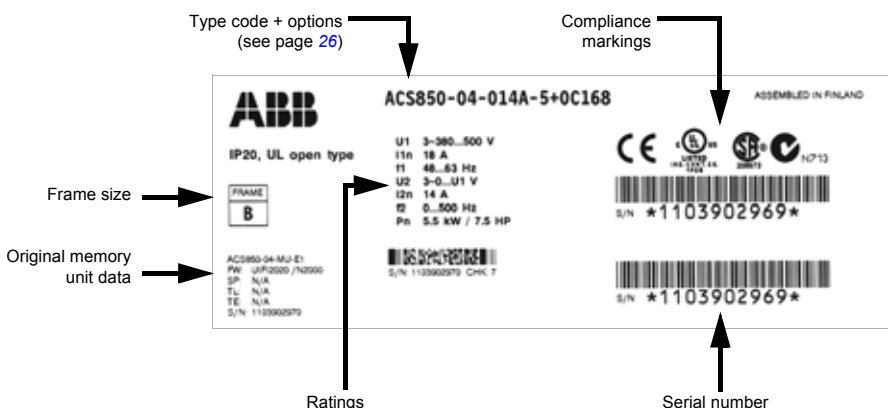 Type code + options
(see page 26)
Compliance
markings
ABB
ACS850-04-014A-5+0C168
ASSEMBLED IN FINLAND
IP20, UL open type
U1 3~380...500 V
I1n 18 A
f1 48...63 Hz
U2 3~0...U1 V
I2n 14 A
f2 0...500 Hz
Pn 5.5 kW / 7.5 HP
CE
UL
LISTED
N713
Frame size
FRAME
B
S/N *1103902969*
Original memory
unit data
ACS850-04-MU-E1
FW: UIFI2020 /N2000
SP: N/A
TL: N/A
TE: N/A
S/N: 1103902970
S/N: 1103902970 CHK: 7
S/N *1103902969*
Ratings
Serial number